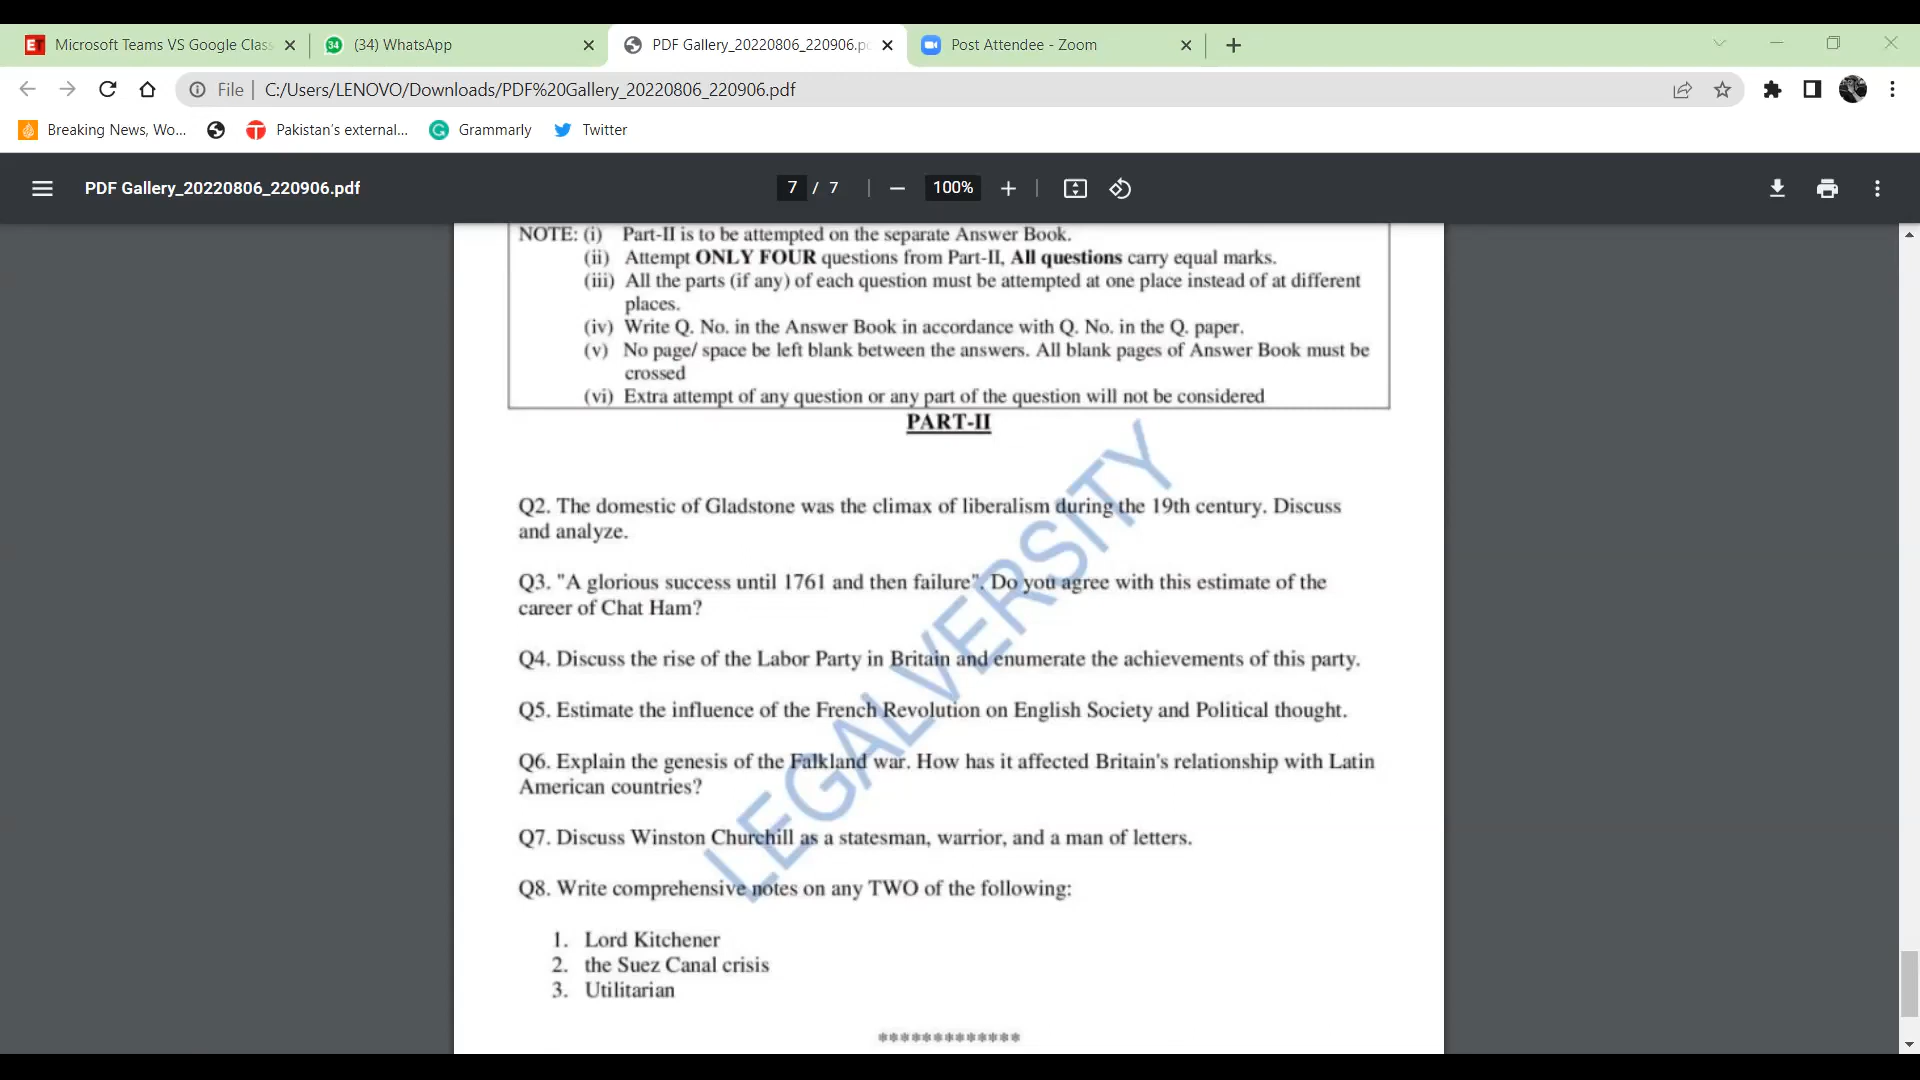 Microsoft Teams VS Google Clas
(34) WhatsApp
PDF Gallery_20220806_220906.p
Post Attendee - Zoom
File | C:/Users/LENOVO/Downloads/PDF%20Gallery_20220806_220906.pdf
Breaking News, Wo...
Pakistan's external...
Grammarly
Twitter
PDF Gallery_20220806_220906.pdf
7 / 7
100%
NOTE: (i) Part-II is to be attempted on the separate Answer Book.
(ii) Attempt ONLY FOUR questions from Part-II, All questions carry equal marks.
(iii) All the parts (if any) of each question must be attempted at one place instead of at different
places.
(iv) Write Q. No. in the Answer Book in accordance with Q. No. in the Q. paper.
(v) No page/ space be left blank between the answers. All blank pages of Answer Book must be
crossed
(vi) Extra attempt of any question or any part of the question will not be considered
PART-II
Q2. The domestic of Gladstone was the climax of liberalism during the 19th century. Discuss
and analyze.
Q3. "A glorious success until 1761 and then failure". Do you agree with this estimate of the
career of Chat Ham?
Q4. Discuss the rise of the Labor Party in Britain and enumerate the achievements of this party.
Q5. Estimate the influence of the French Revolution on English Society and Political thought.
Q6. Explain the genesis of the Falkland war. How has it affected Britain's relationship with Latin
American countries?
Q7. Discuss Winston Churchill as a statesman, warrior, and a man of letters.
Q8. Write comprehensive notes on any TWO of the following:
1. Lord Kitchener
2. the Suez Canal crisis
3. Utilitarian
*************
LEGALVERSITY